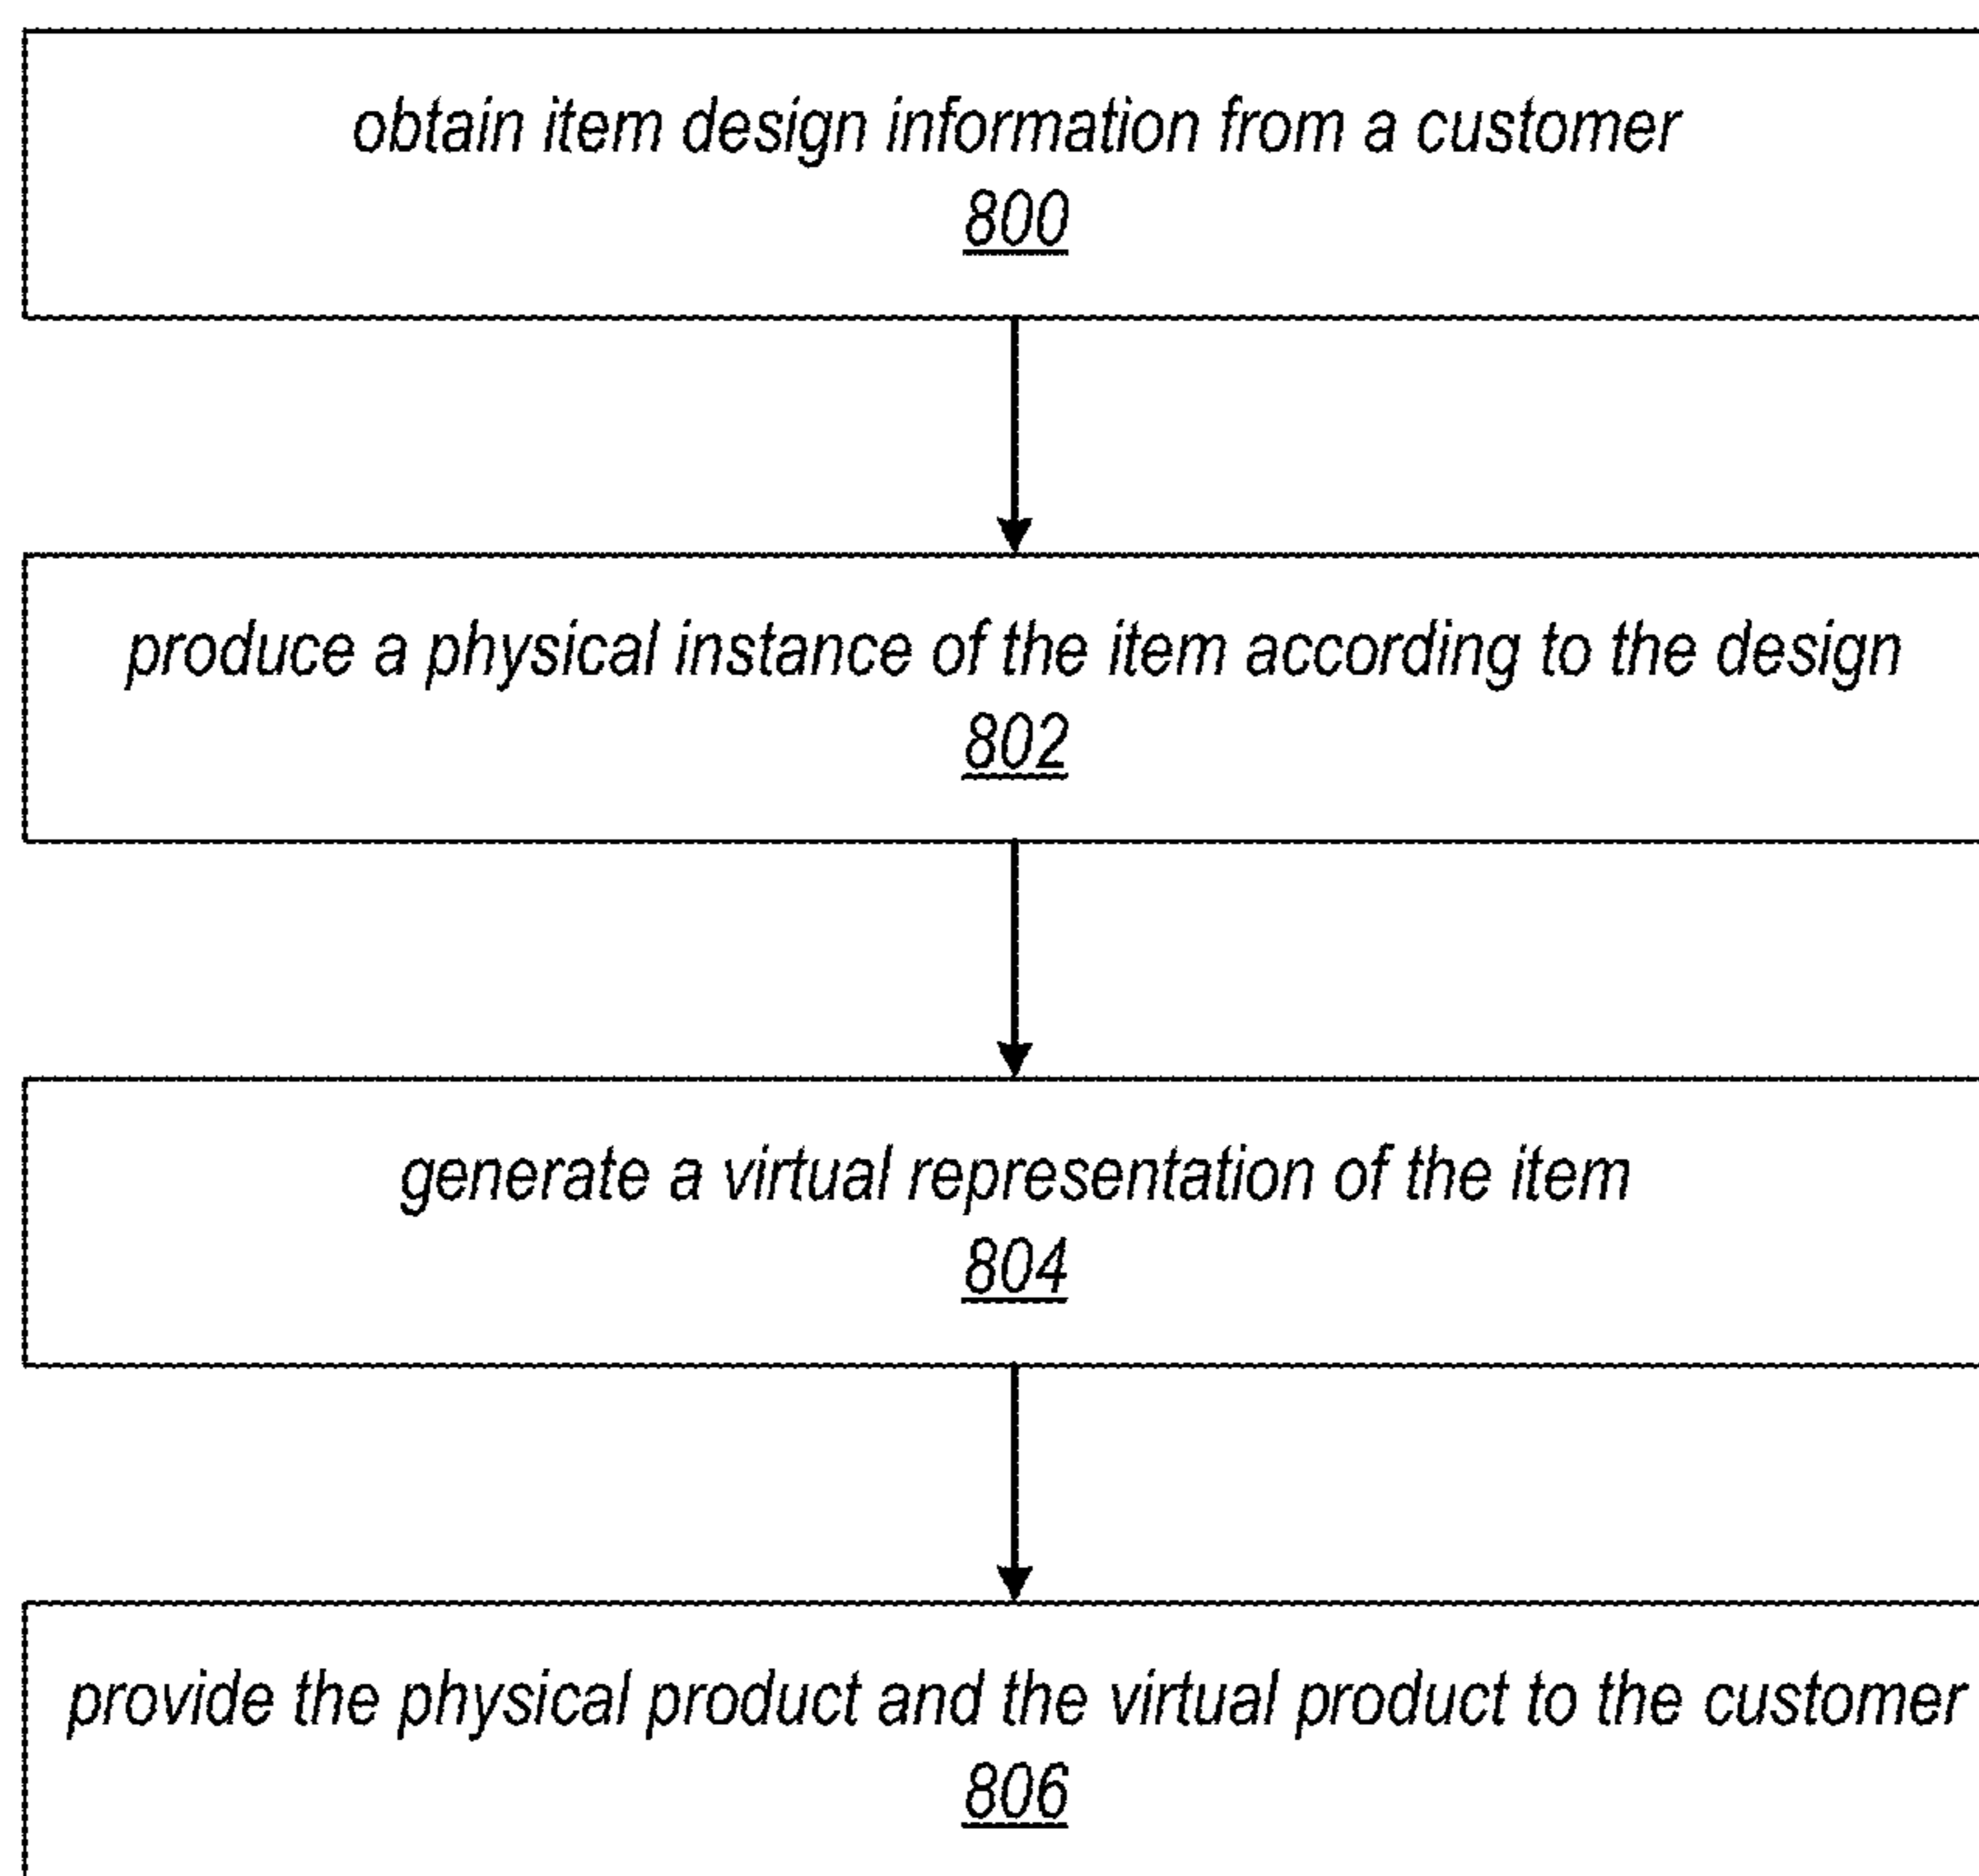 obtain item design information from a customer
800
produce a physical instance of the item according to the design
802
generate a virtual representation of the item
804
provide the physical product and the virtual product to the customer
806